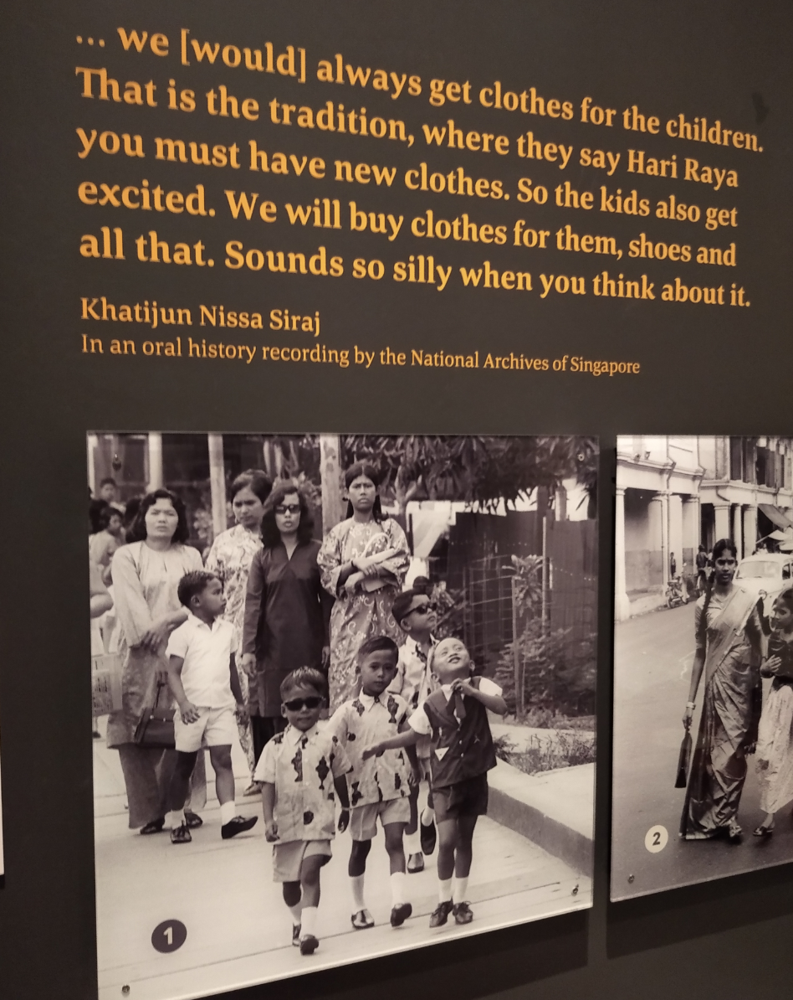 ... we [would] always get clothes for the children.
That is the tradition, where they say Hari Raya
you must have new clothes. So the kids also get
excited. We will buy clothes for them, shoes and
all that. Sounds so silly when you think about it.
Khatijun Nissa Siraj
In an oral history recording by the National Archives of Singapore
1
2